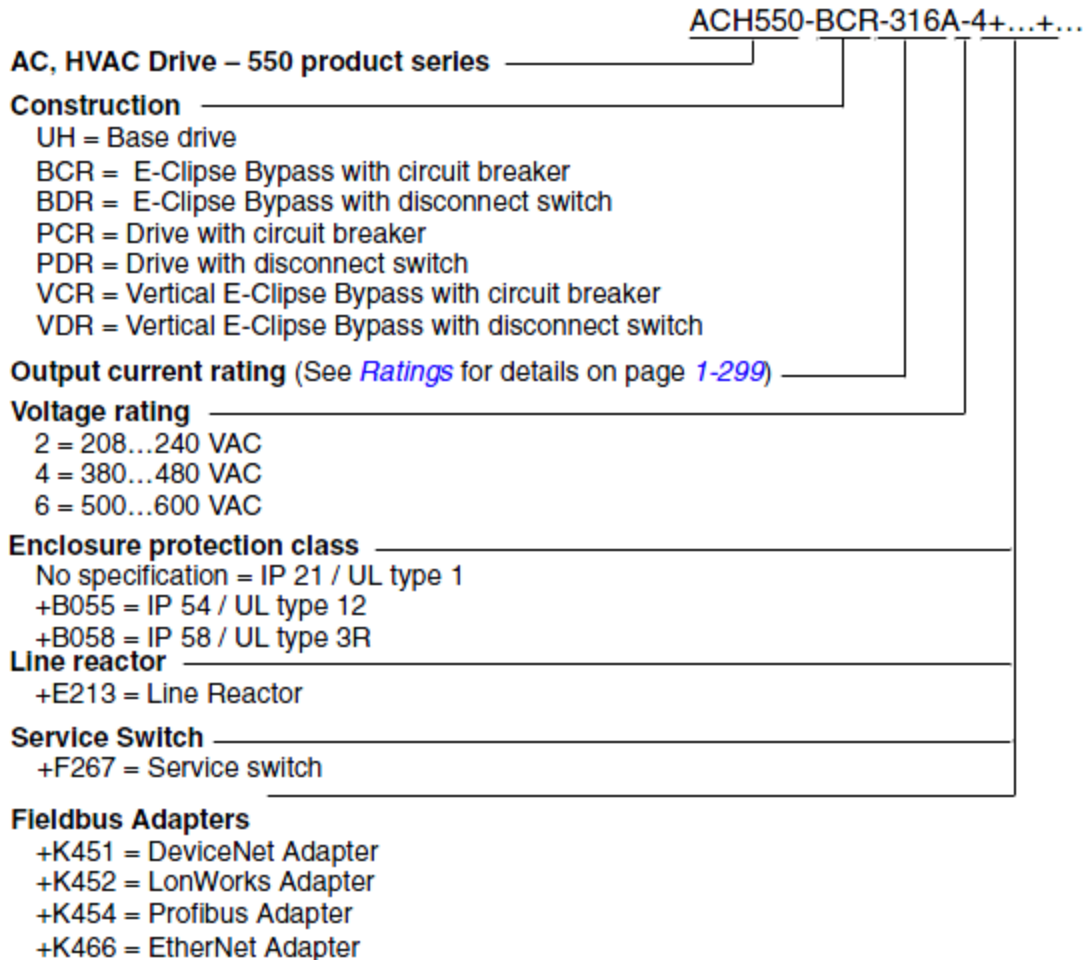 ACH550-BCR-316A-4+…+…
AC, HVAC Drive – 550 product series
Construction
UH = Base drive
BCR = E-Clipse Bypass with circuit breaker
BDR = E-Clipse Bypass with disconnect switch
PCR = Drive with circuit breaker
PDR = Drive with disconnect switch
VCR = Vertical E-Clipse Bypass with circuit breaker
VDR = Vertical E-Clipse Bypass with disconnect switch
Output current rating (See Ratings for details on page 1-299)
Voltage rating
2 = 208…240 VAC
4 = 380…480 VAC
6 = 500…600 VAC
Enclosure protection class
No specification = IP 21 / UL type 1
+B055 = IP 54 / UL type 12
+B058 = IP 58 / UL type 3R
Line reactor
+E213 = Line Reactor
Service Switch
+F267 = Service switch
Fieldbus Adapters
+K451 = DeviceNet Adapter
+K452 = LonWorks Adapter
+K454 = Profibus Adapter
+K466 = EtherNet Adapter